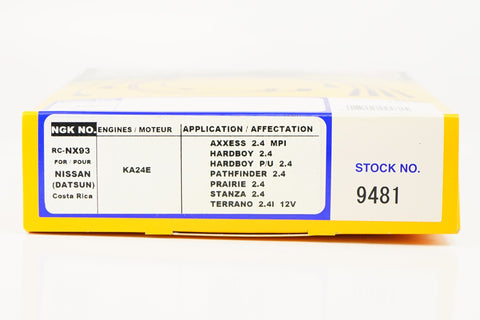 NGK NO. ENGINES / MOTEUR APPLICATION / AFFECTATION
RC-NX93
FOR / POUR
NISSAN
(DATSUN)
Costa Rica
KA24E
AXXESS 2.4 MPI
HARDBOY 2.4
HARDBOY P/U 2.4
PATHFINDER 2.4
PRAIRIE 2.4
STANZA 2.4
TERRANO 2.4I 12V
STOCK NO.
9481